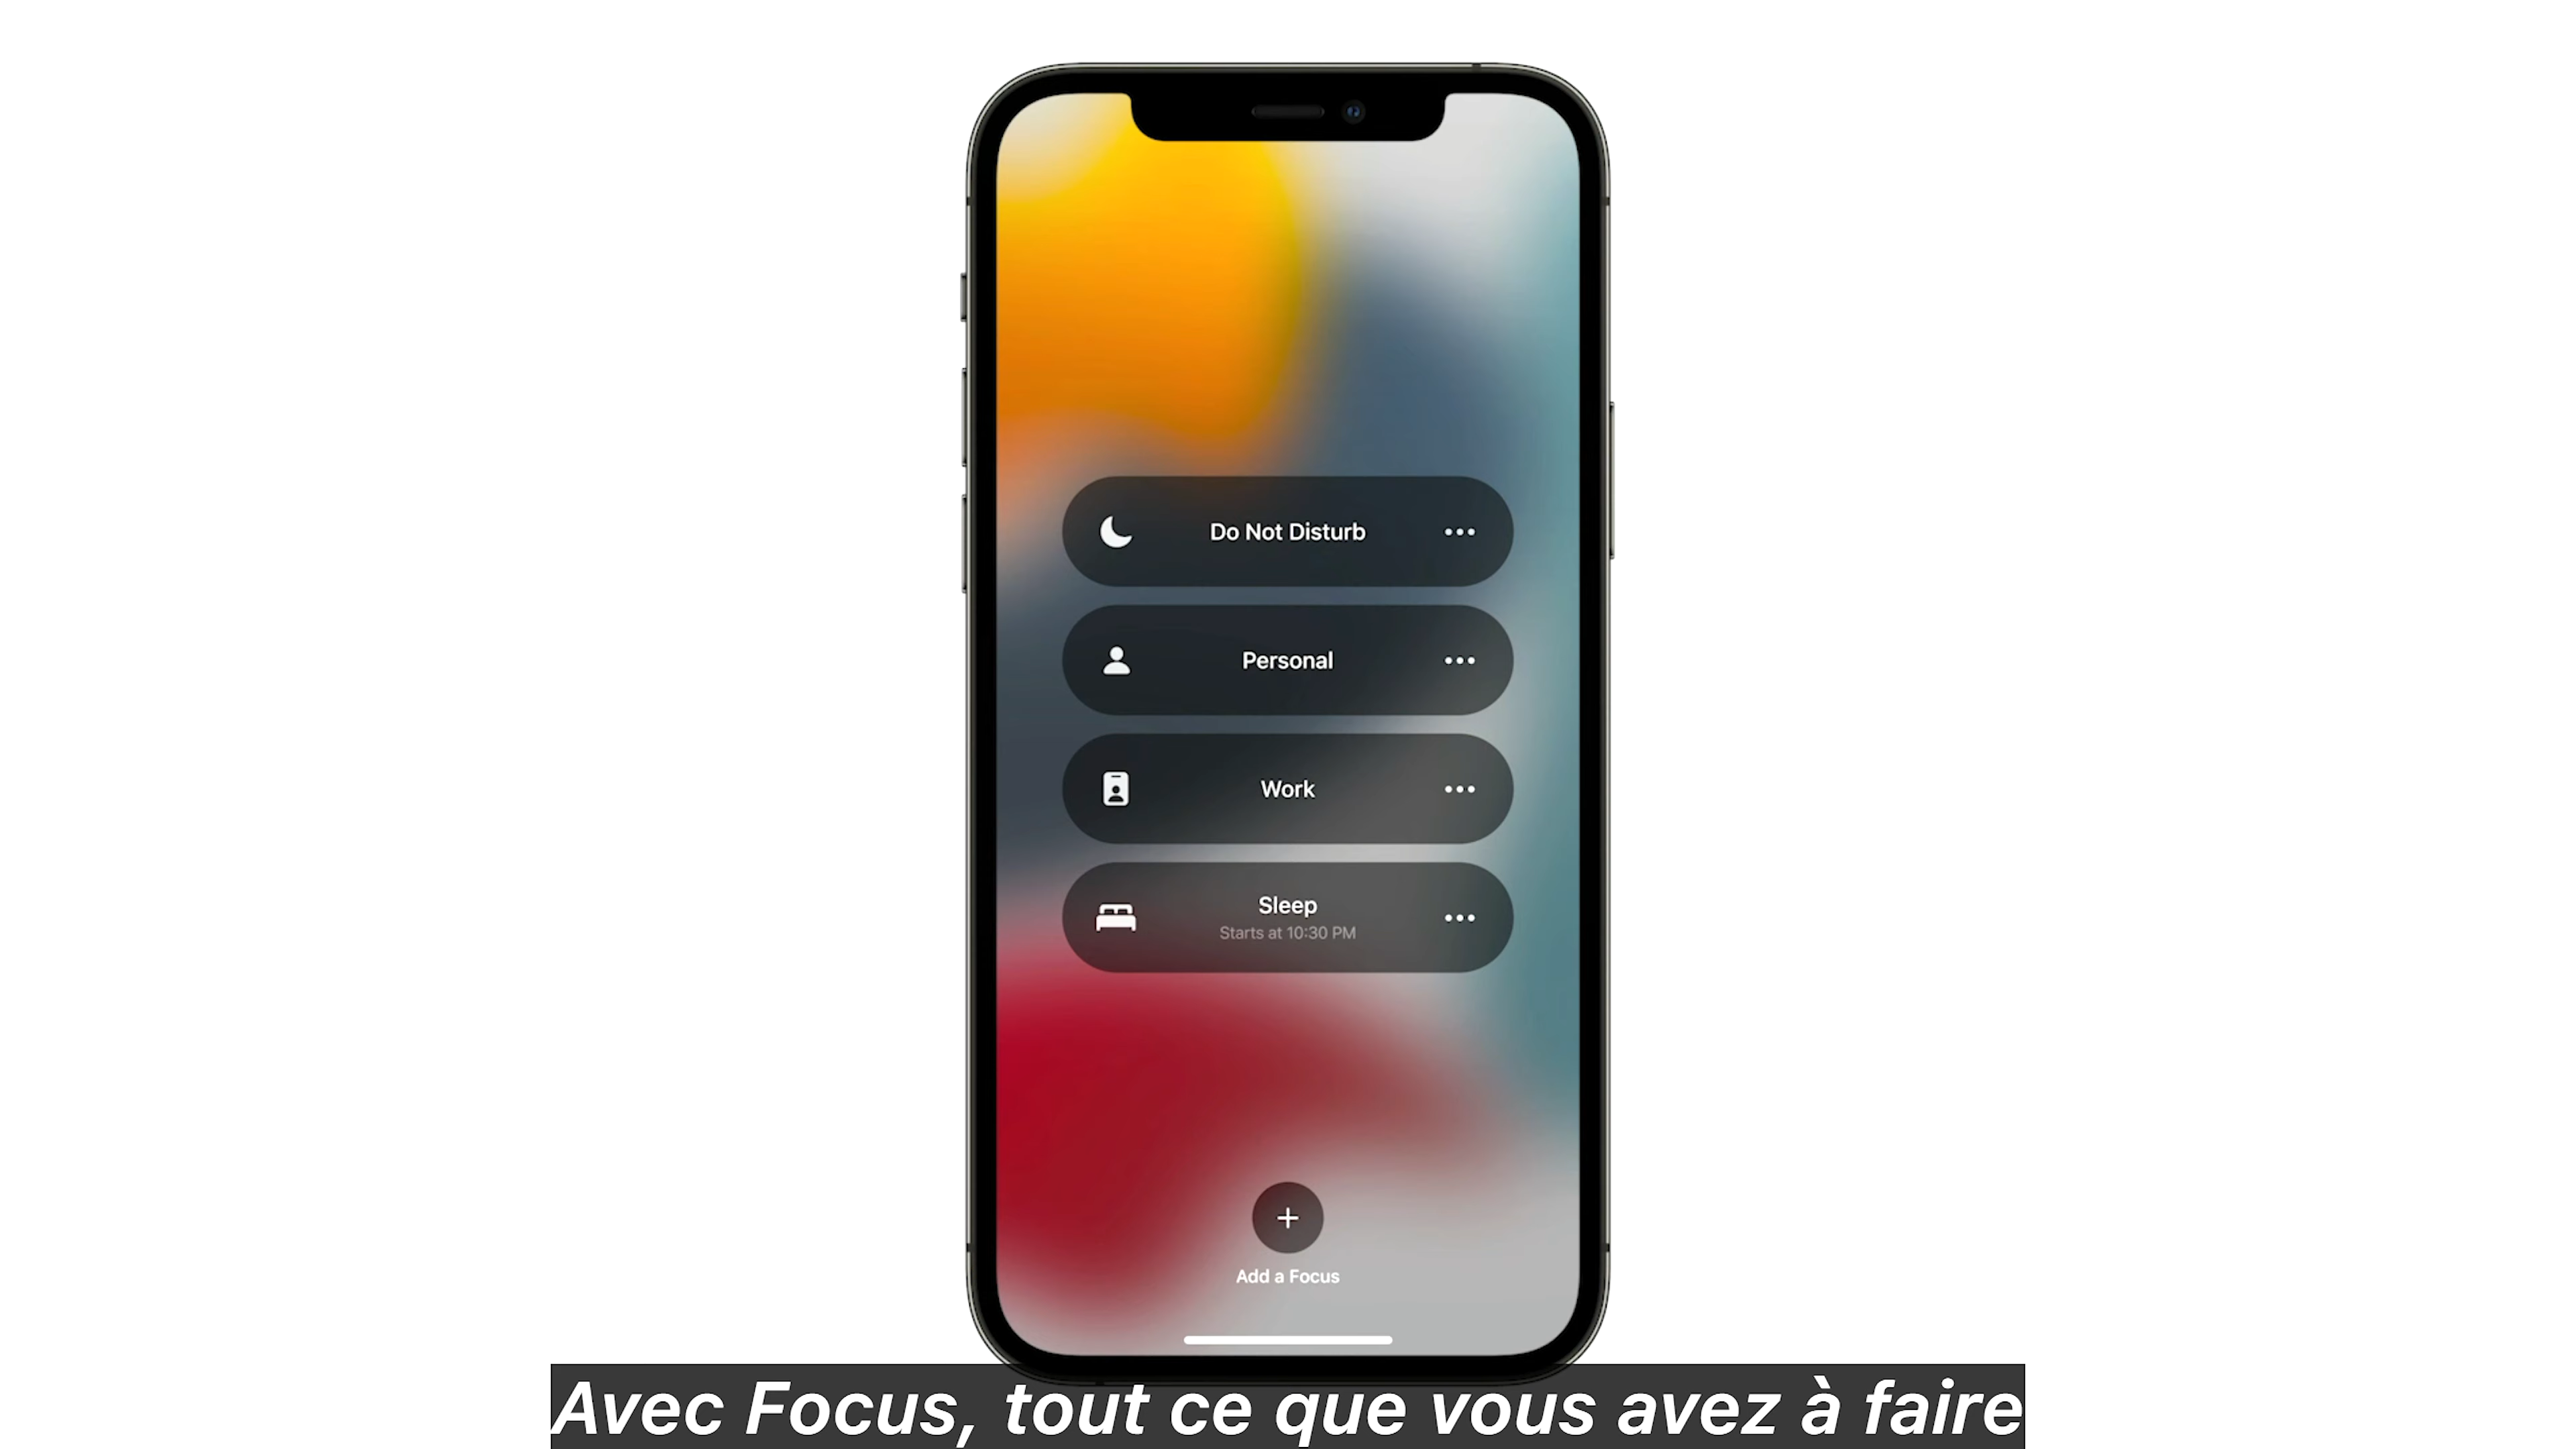 Do Not Disturb
Personal
Work
Sleep
Starts at 10:30 PM
Add a Focus
Avec Focus, tout ce que vous avez à faire